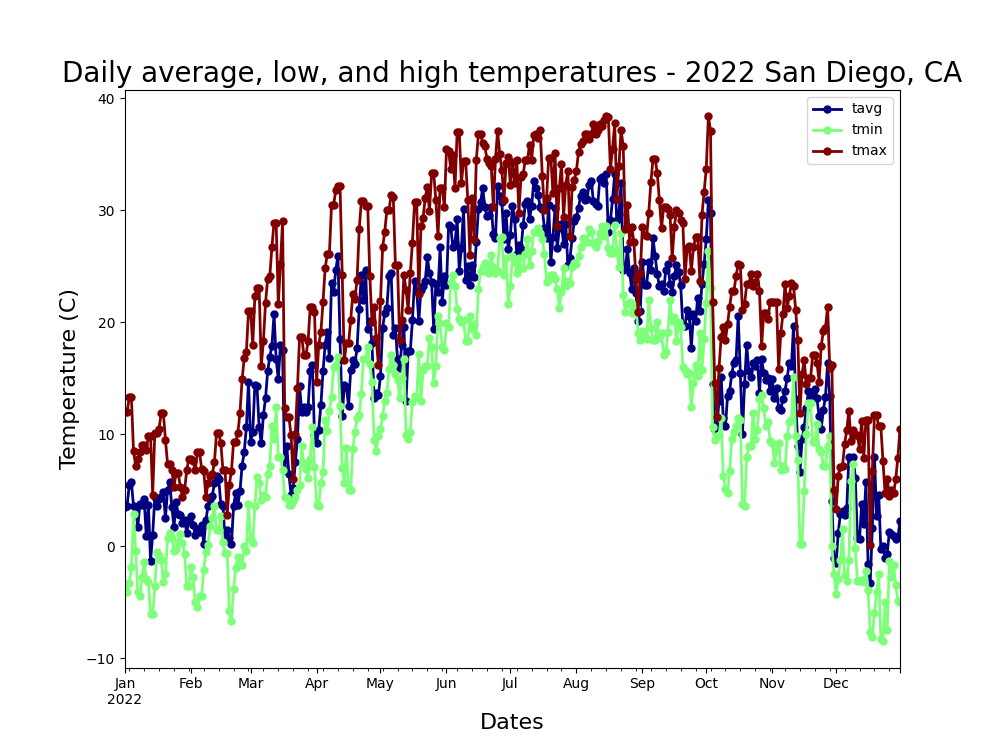 Daily average, low, and high temperatures - 2022 San Diego, CA
40
30
20
10
0
−10
Temperature (C)
tavg
tmin
tmax
Jan Feb Mar Apr May Jun Jul Aug Sep Oct Nov Dec
2022
Dates